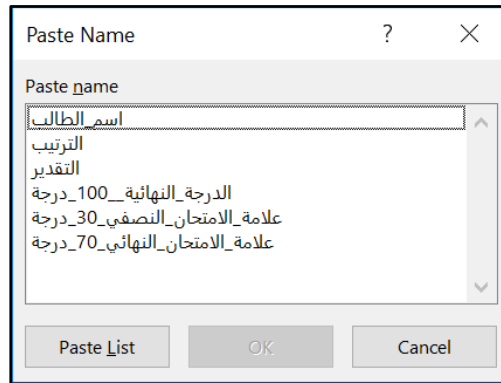 Paste Name
?
Paste name
اسم_الطالب
الترتيب
التقدير
الدرجة_النهائية__100_درجة
علامة_الامتحان_النصفي_30_درجة
علامة_الامتحان_النهائي_70_درجة
Paste List
OK
Cancel